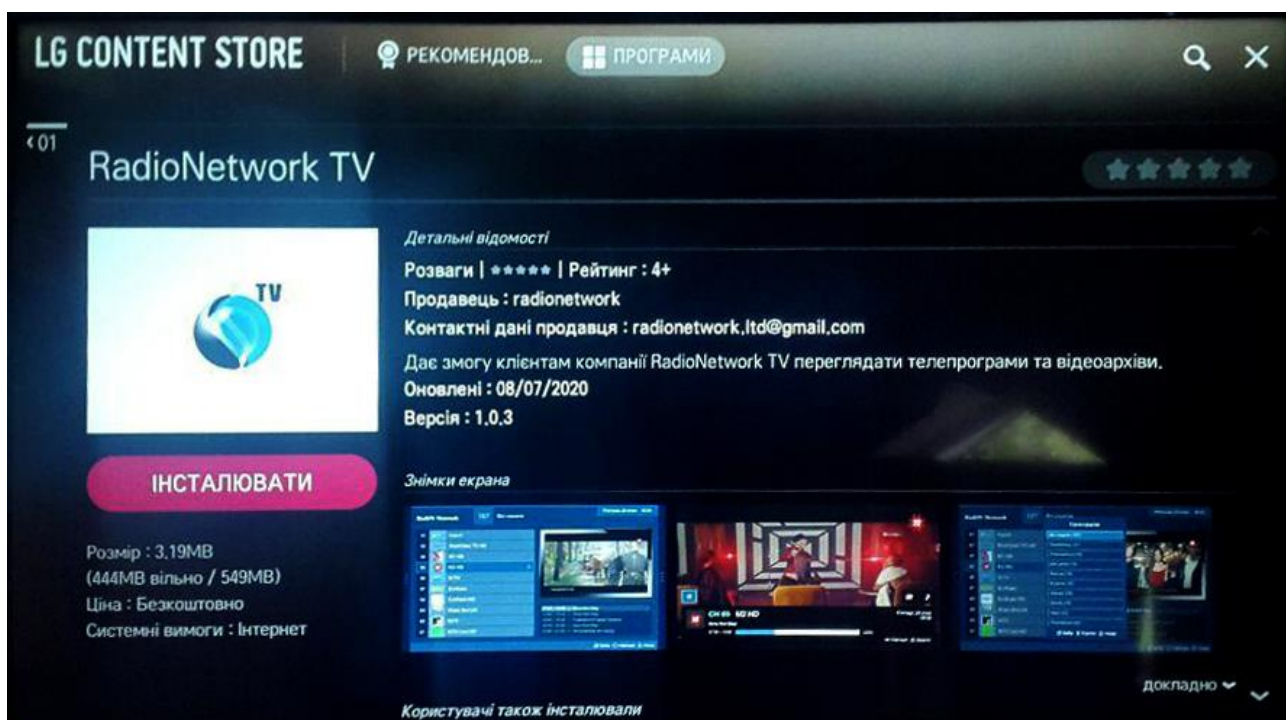 LG CONTENT STORE
РЕКОМЕНДОВ...
ПРОГРАМИ
‹01
RadioNetwork TV
TV
Детальні відомості
Розваги | ★★★★★ | Рейтинг : 4+
Продавець : radionetwork
Контактні дані продавця : radionetwork.ltd@gmail.com
Дає змогу клієнтам компанії RadioNetwork TV переглядати телепрограми та відеоархіви.
Оновлені : 08/07/2020
Версія : 1.0.3
ІНСТАЛЮВАТИ
Розмір : 3.19MB
(444MB вільно / 549MB)
Ціна : Безкоштовно
Системні вимоги : Інтернет
Знімки екрана
докладно
Користувачі також інсталювали